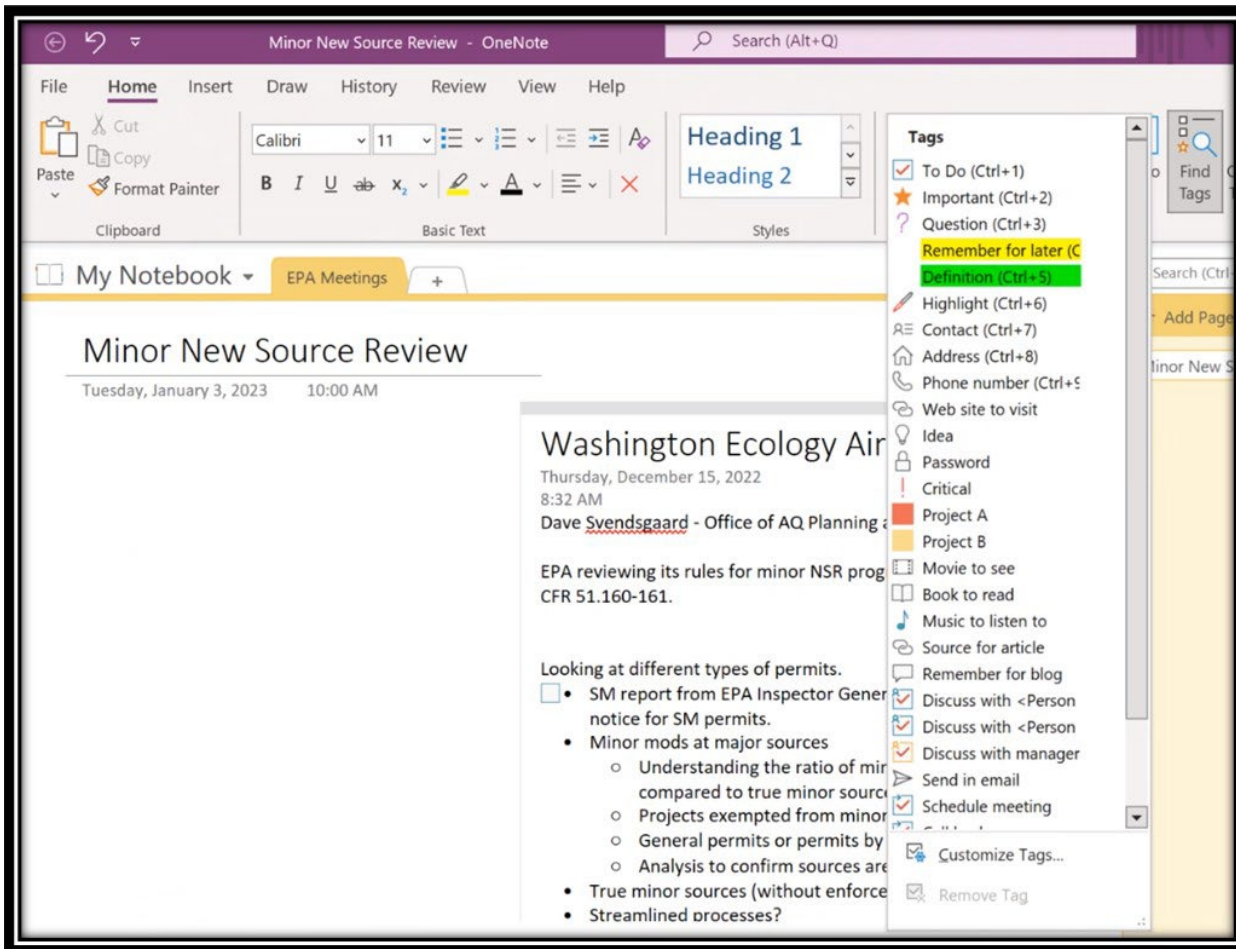 Minor New Source Review - OneNote
Search (Alt+Q)
File Home Insert Draw History Review View Help
Cut
Copy
Paste
Format Painter
Clipboard
Calibri 11
B I U ab x₂ A
Basic Text
Heading 1
Heading 2
Styles
Find
Tags
My Notebook
EPA Meetings
+
Search (Ctrl
Add Page
Minor New Source Review
Tuesday, January 3, 2023 10:00 AM
Washington Ecology Air
Thursday, December 15, 2022
8:32 AM
Dave Svendsgaard - Office of AQ Planning
EPA reviewing its rules for minor NSR prog
CFR 51.160-161.
Looking at different types of permits.
• SM report from EPA Inspector Gener
notice for SM permits.
• Minor mods at major sources
o Understanding the ratio of mi
compared to true minor sourc
o Projects exempted from minor
o General permits or permits by
o Analysis to confirm sources are
• True minor sources (without enforce
• Streamlined processes?
Tags
To Do (Ctrl+1)
Important (Ctrl+2)
Question (Ctrl+3)
Remember for later (C
Definition (Ctrl+5)
Highlight (Ctrl+6)
Contact (Ctrl+7)
Address (Ctrl+8)
Phone number (Ctrl+9
Web site to visit
Idea
Password
Critical
Project A
Project B
Movie to see
Book to read
Music to listen to
Source for article
Remember for blog
Discuss with <Person
Discuss with <Person
Discuss with manager
Send in email
Schedule meeting
Customize Tags...
Remove Tag
inor New S